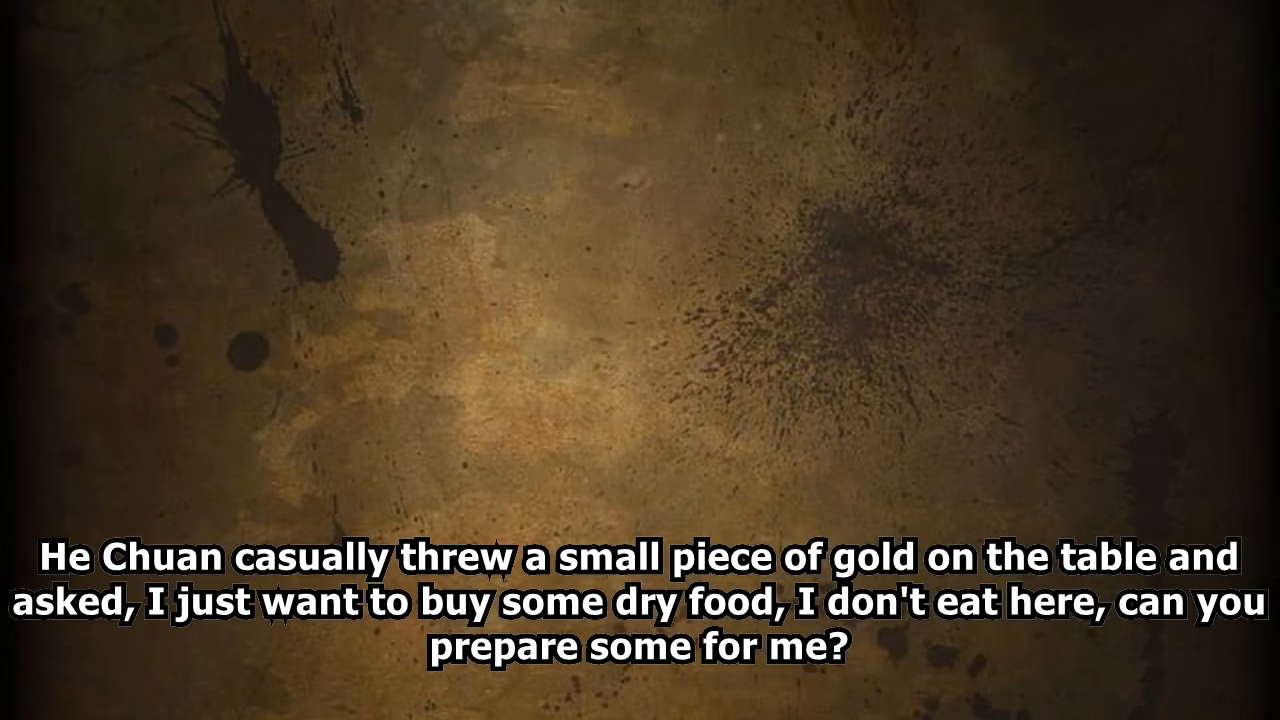 He Chuan casually threw a small piece of gold on the table and
asked, I just want to buy some dry food, I don't eat here, can you
prepare some for me?